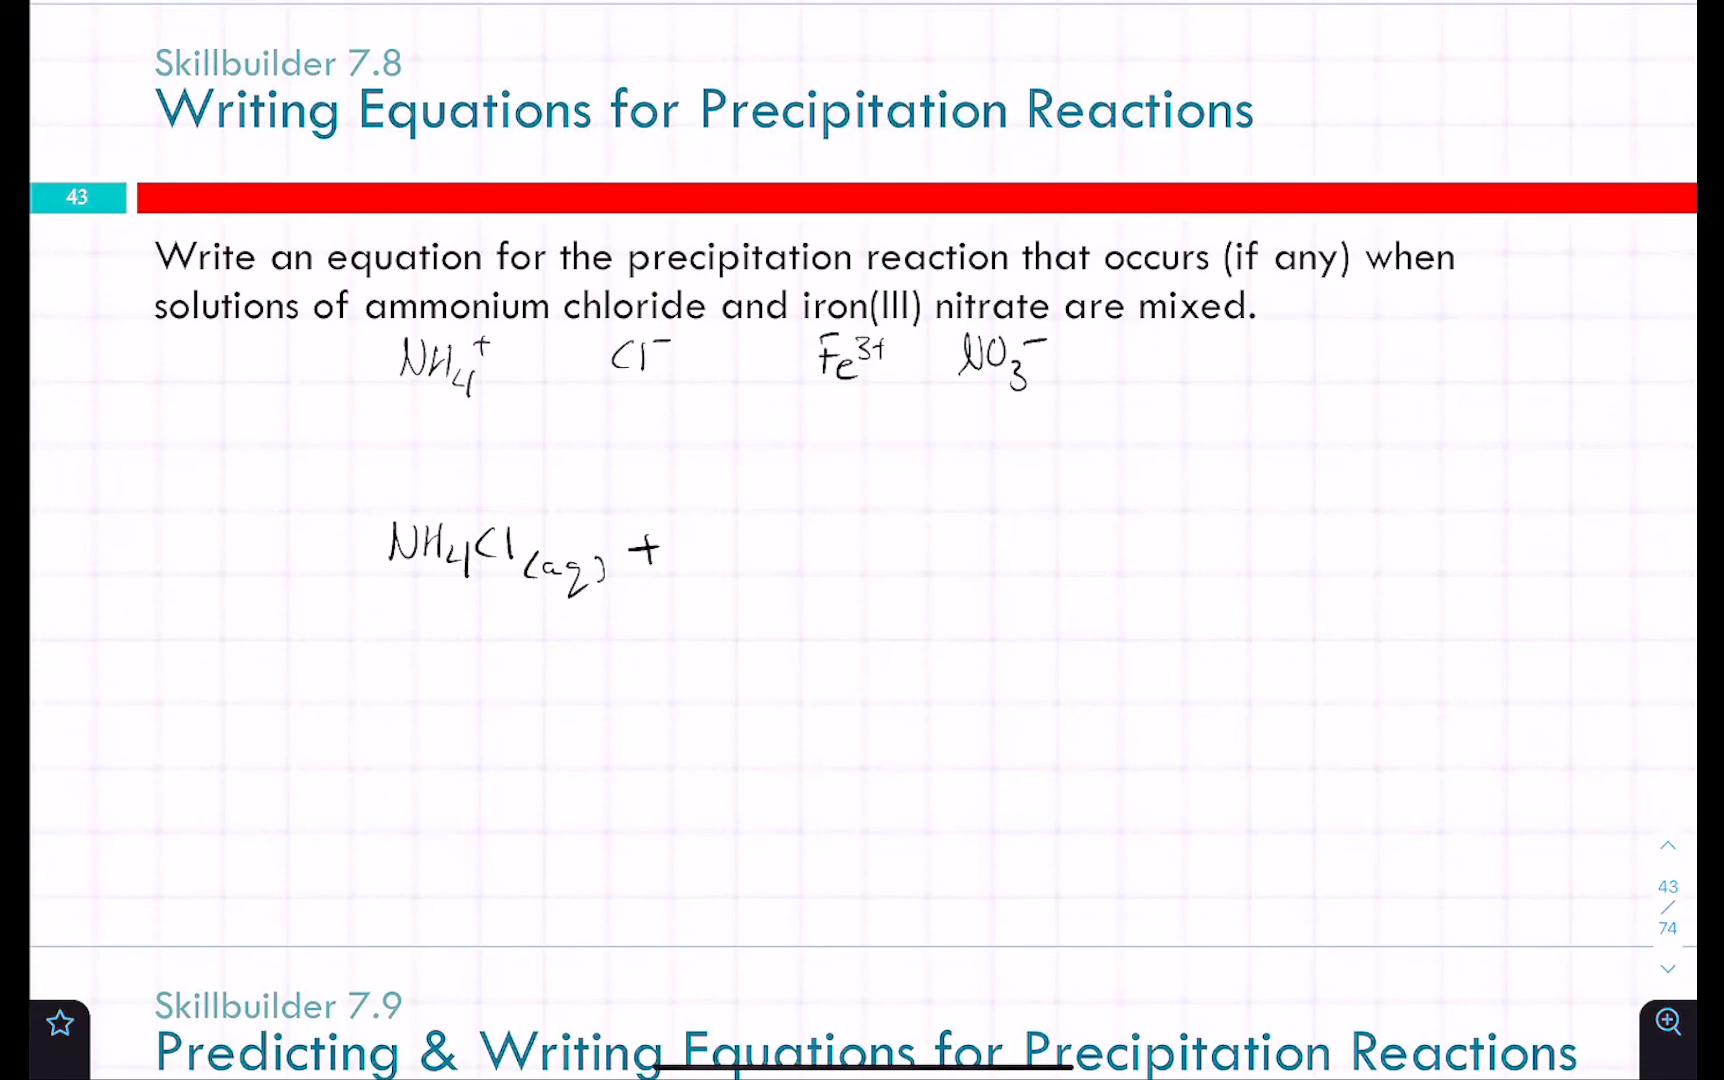 Skillbuilder 7.8
Writing Equations for Precipitation Reactions
43
Write an equation for the precipitation reaction that occurs (if any) when
solutions of ammonium chloride and iron(III) nitrate are mixed.
NH₄⁺ Cl⁻ Fe³⁺ NO₃⁻
NH₄Cl₍aq₎ +
43
/
74
Skillbuilder 7.9
Predicting & Writing Equations for Precipitation Reactions